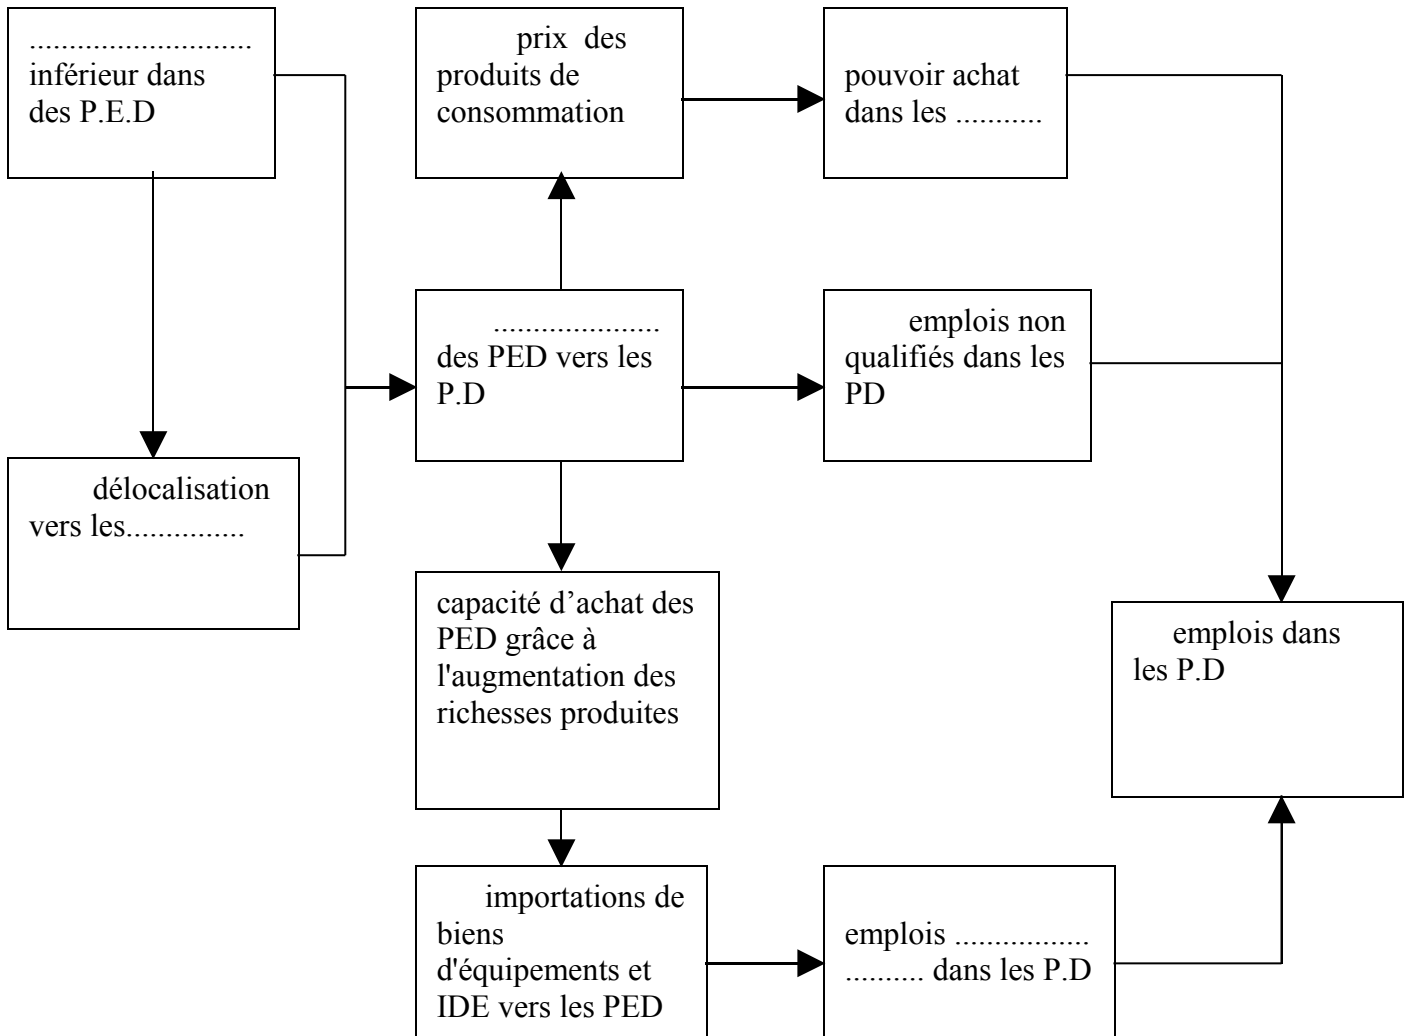 ............................
inférieur dans
des P.E.D
prix des
produits de
consommation
pouvoir achat
dans les ...........
.....................
des PED vers les
P.D
emplois non
qualifiés dans les
PD
délocalisation
vers les...............
capacité d’achat des
PED grâce à
l'augmentation des
richesses produites
emplois dans
les P.D
importations de
biens
d'équipements et
IDE vers les PED
emplois .................
.......... dans les P.D